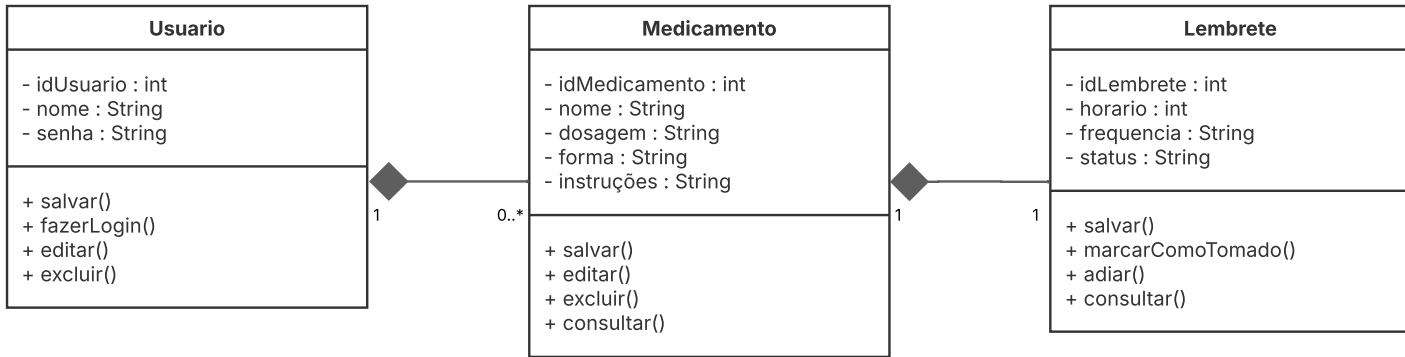 Usuario
- idUsuario : int
- nome : String
- senha : String
+ salvar()
+ fazerLogin()
+ editar()
+ excluir()
1
0..*
Medicamento
- idMedicamento : int
- nome : String
- dosagem : String
- forma : String
- instruções : String
+ salvar()
+ editar()
+ excluir()
+ consultar()
1
1
Lembrete
- idLembrete : int
- horario : int
- frequencia : String
- status : String
+ salvar()
+ marcarComoTomado()
+ adiar()
+ consultar()